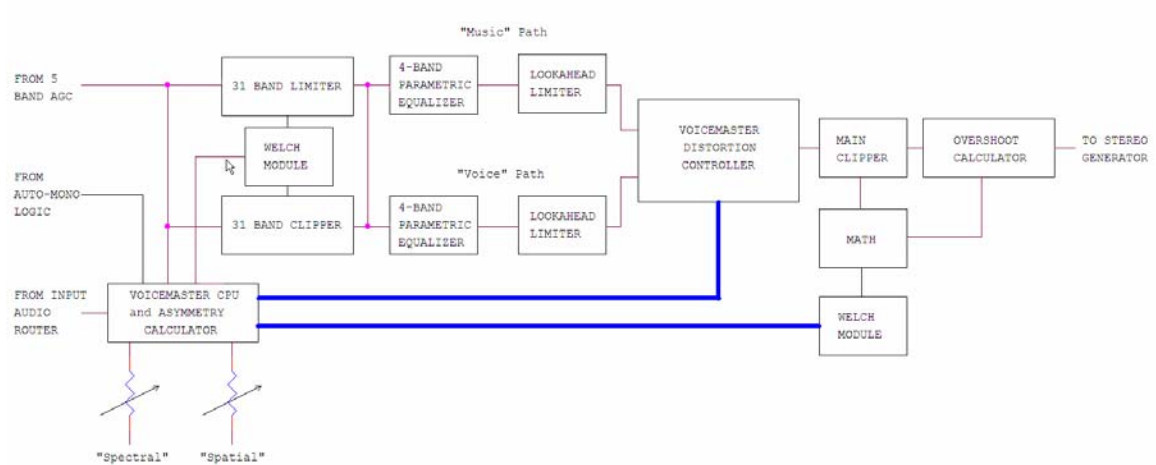 "Music" Path
FROM 5
BAND AGC
31 BAND LIMITER
4-BAND
PARAMETRIC
EQUALIZER
LOOKAHEAD
LIMITER
WELCH
MODULE
VOICEMASTER
DISTORTION
CONTROLLER
MAIN
CLIPPER
OVERSHOOT
CALCULATOR
TO STEREO
GENERATOR
FROM
AUTO-MONO
LOGIC
"Voice" Path
31 BAND CLIPPER
4-BAND
PARAMETRIC
EQUALIZER
LOOKAHEAD
LIMITER
MATH
FROM INPUT
AUDIO
ROUTER
VOICEMASTER CPU
and ASYMMETRY
CALCULATOR
WELCH
MODULE
"Spectral"
"Spatial"